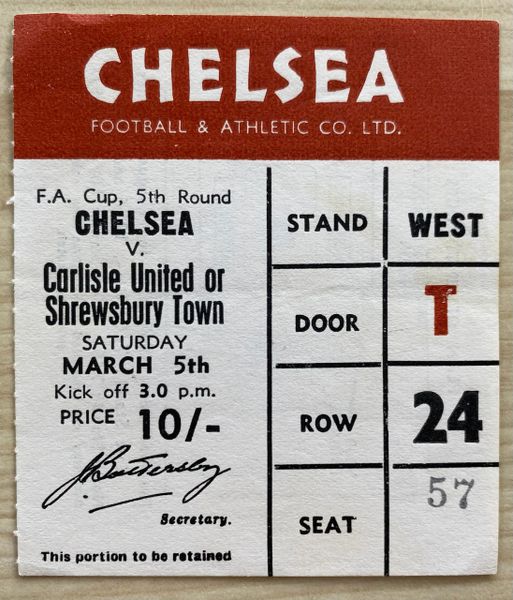 CHELSEA
FOOTBALL & ATHLETIC CO. LTD.
F.A. Cup, 5th Round
CHELSEA
V.
Carlisle United or
Shrewsbury Town
SATURDAY
MARCH 5th
Kick off 3.0 p.m.
PRICE 10/-
J Battersby
Secretary.
This portion to be retained
STAND WEST
DOOR T
ROW 24
SEAT 57